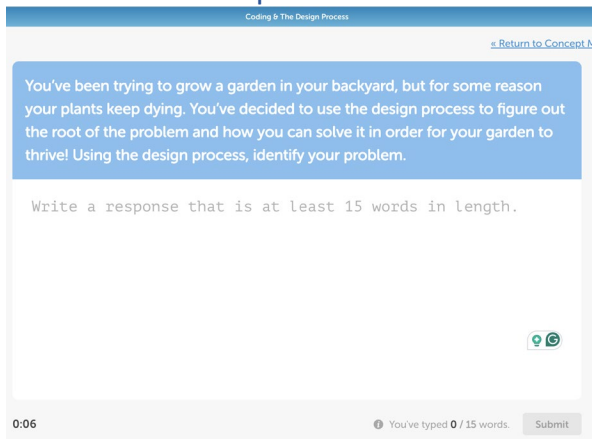 Coding & The Design Process
« Return to Concept M
You've been trying to grow a garden in your backyard, but for some reason
your plants keep dying. You've decided to use the design process to figure out
the root of the problem and how you can solve it in order for your garden to
thrive! Using the design process, identify your problem.
Write a response that is at least 15 words in length.
0:06
You've typed 0 / 15 words.
Submit